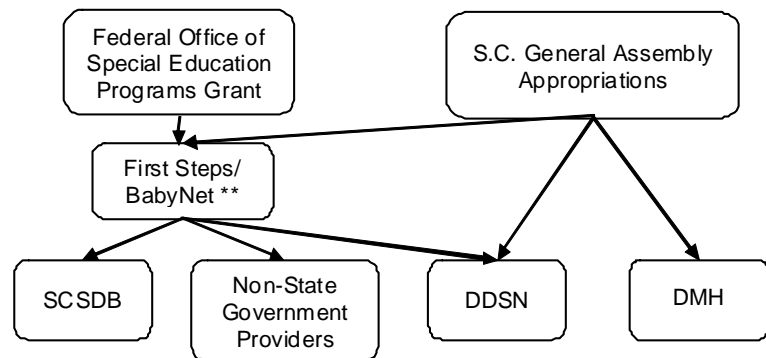 Federal Office of
Special Education
Programs Grant
S.C. General Assembly
Appropriations
First Steps/
BabyNet **
SCSDB
Non-State
Government
Providers
DDSN
DMH